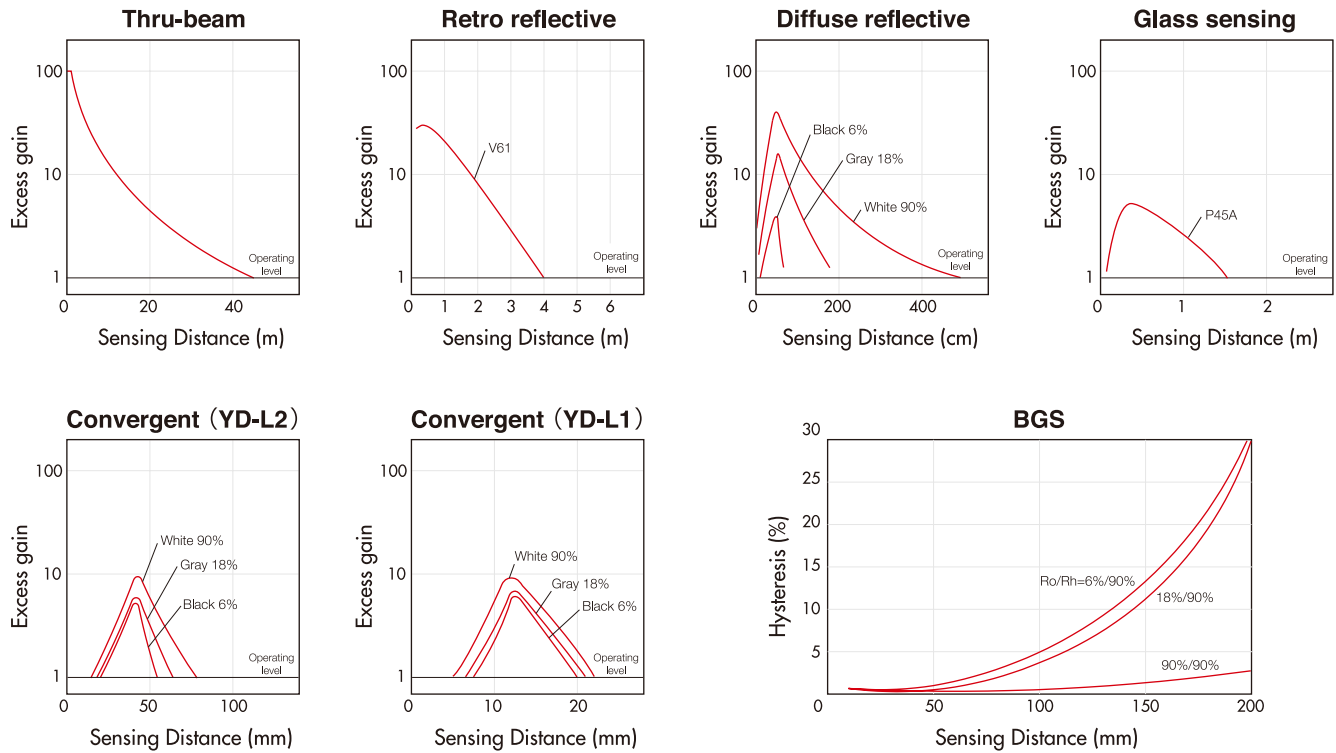 Thru-beam
Excess gain
100
10
1
Operating
level
0
20
40
Sensing Distance (m)
Retro reflective
Excess gain
100
10
1
V61
Operating
level
0
1
2
3
4
5
6
Sensing Distance (m)
Diffuse reflective
Excess gain
100
10
1
Black 6%
Gray 18%
White 90%
Operating
level
0
200
400
Sensing Distance (cm)
Glass sensing
Excess gain
100
10
1
P45A
Operating
level
0
1
2
Sensing Distance (m)
Convergent（YD-L2）
Excess gain
100
10
1
White 90%
Gray 18%
Black 6%
Operating
level
0
50
100
Sensing Distance (mm)
Convergent（YD-L1）
Excess gain
100
10
1
White 90%
Gray 18%
Black 6%
Operating
level
0
10
20
Sensing Distance (mm)
BGS
Hysteresis (%)
30
25
20
15
10
5
Ro/Rh=6%/90%
18%/90%
90%/90%
0
50
100
150
200
Sensing Distance (mm)